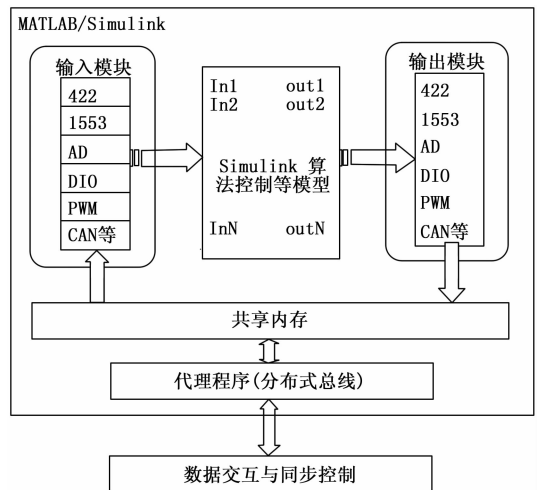 MATLAB/Simulink
输入模块
422
1553
AD
DIO
PWM
CAN等
In1 out1
In2 out2
Simulink 算
法控制等模型
InN outN
输出模块
422
1553
AD
DIO
PWM
CAN等
共享内存
代理程序(分布式总线)
数据交互与同步控制